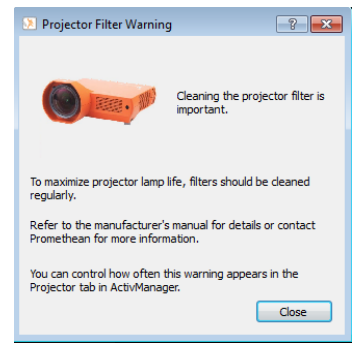 Projector Filter Warning
Cleaning the projector filter is
important.
To maximize projector lamp life, filters should be cleaned
regularly.
Refer to the manufacturer's manual for details or contact
Promethean for more information.
You can control how often this warning appears in the
Projector tab in ActivManager.
Close